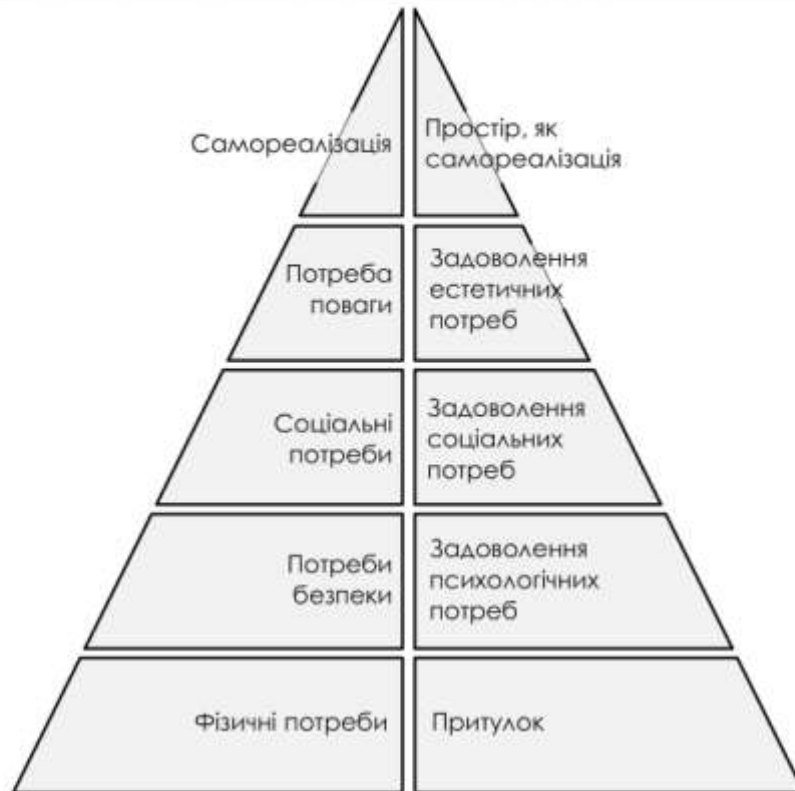 Самореалізація
Простір, як
самореалізація
Потреба
поваги
Задоволення
естетичних
потреб
Соціальні
потреби
Задоволення
соціальних
потреб
Потреби
безпеки
Задоволення
психологічних
потреб
Фізичні потреби
Притулок